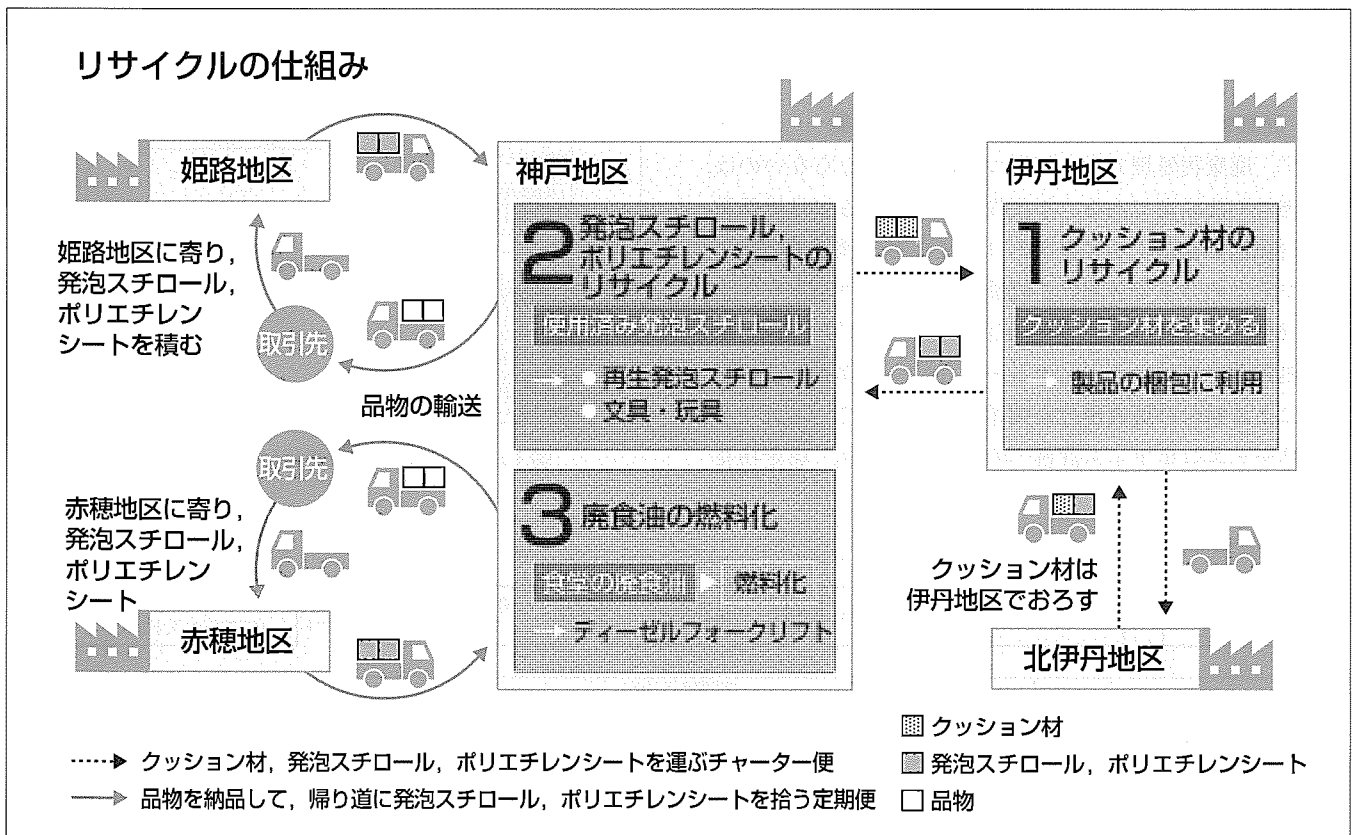 リサイクルの仕組み
姫路地区
姫路地区に寄り，
発泡スチロール，
ポリエチレン
シートを積む
取引先
品物の輸送
取引先
赤穂地区に寄り，
発泡スチロール，
ポリエチレン
シート
赤穂地区
神戸地区
2 発泡スチロール，
ポリエチレンシートの
リサイクル
使用済み発泡スチロール
→ ●再生発泡スチロール
●文具・玩具
3 廃食油の燃料化
食堂の廃食用 ▶ 燃料化
ディーゼルフォークリフト
伊丹地区
1 クッション材の
リサイクル
クッション材を集める
→ 製品の梱包に利用
クッション材は
伊丹地区でおろす
北伊丹地区
クッション材，発泡スチロール，ポリエチレンシートを運ぶチャーター便
品物を納品して，帰り道に発泡スチロール，ポリエチレンシートを拾う定期便
クッション材
発泡スチロール，ポリエチレンシート
品物